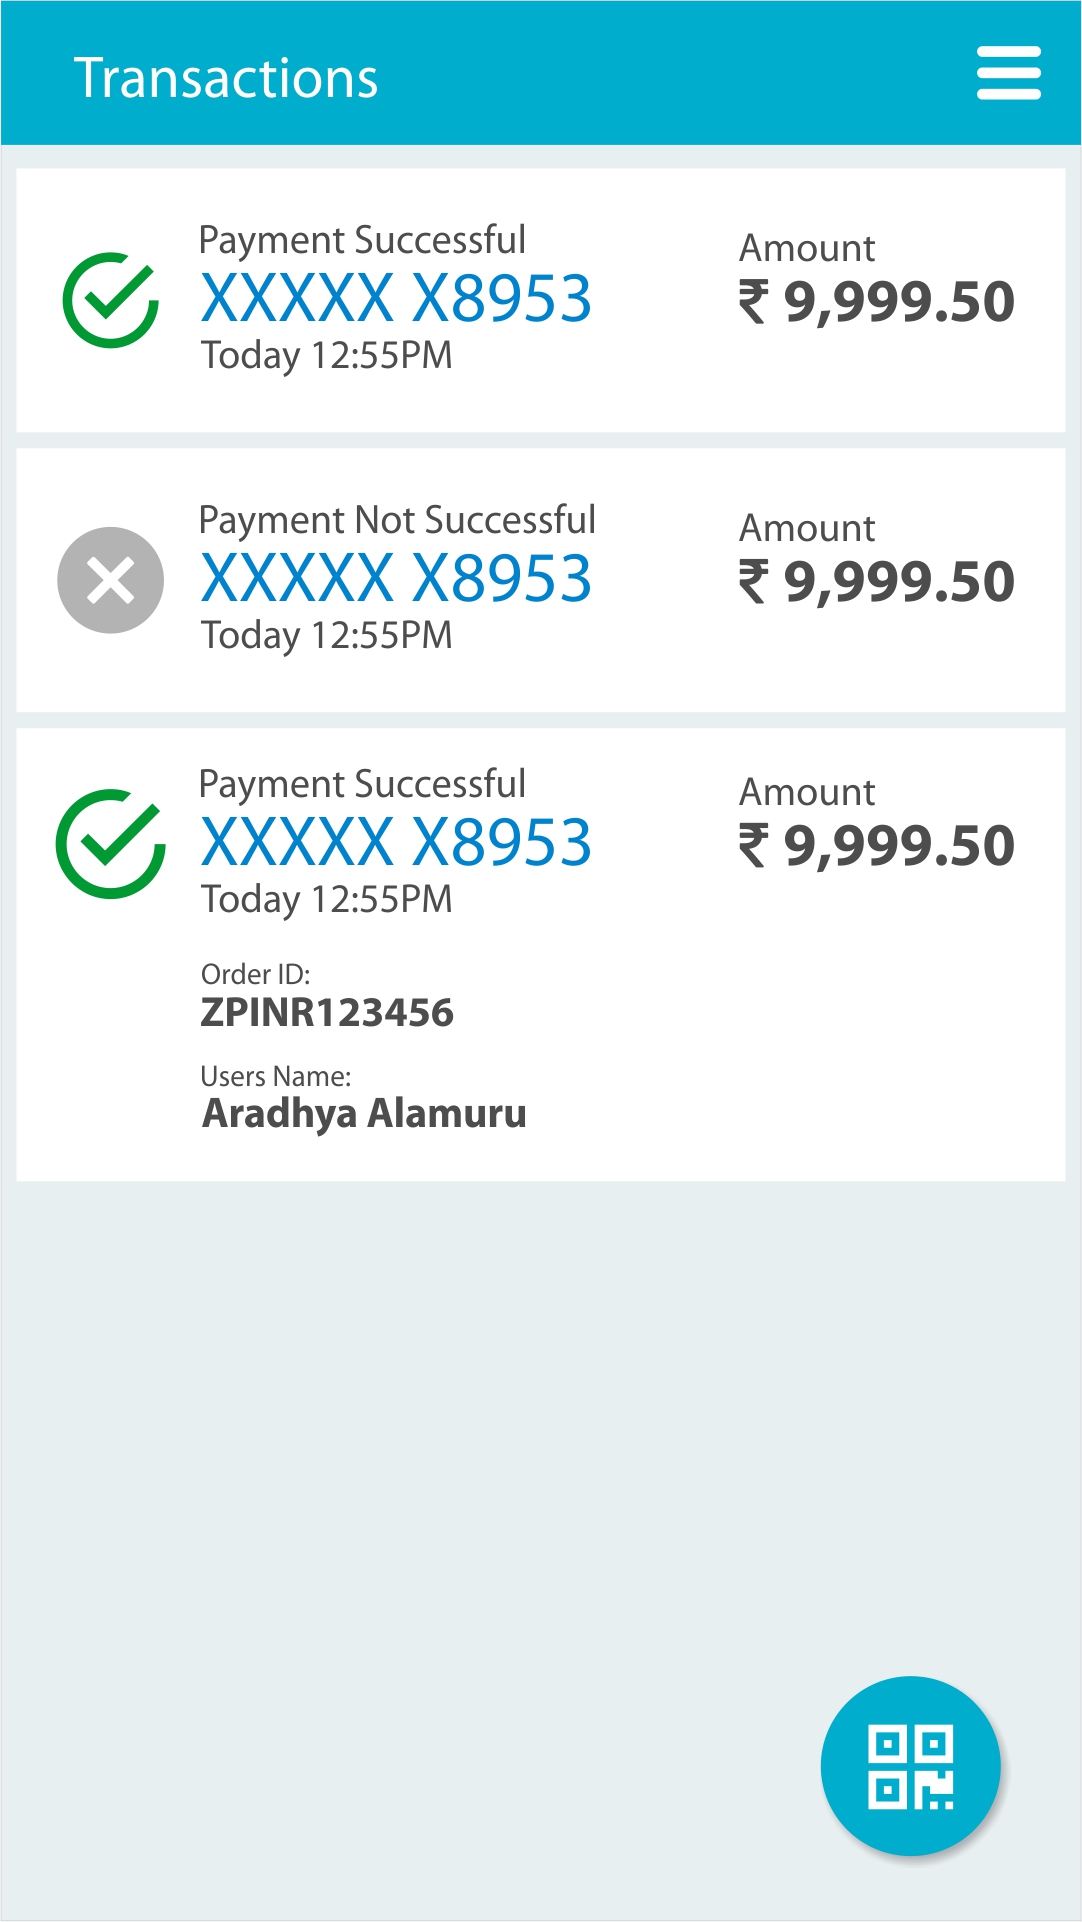 Transactions
Payment Successful
XXXXX X8953
Today 12:55PM
Amount
₹ 9,999.50
Payment Not Successful
XXXXX X8953
Today 12:55PM
Amount
₹ 9,999.50
Payment Successful
XXXXX X8953
Today 12:55PM
Amount
₹ 9,999.50
Order ID:
ZPINR123456
Users Name:
Aradhya Alamuru